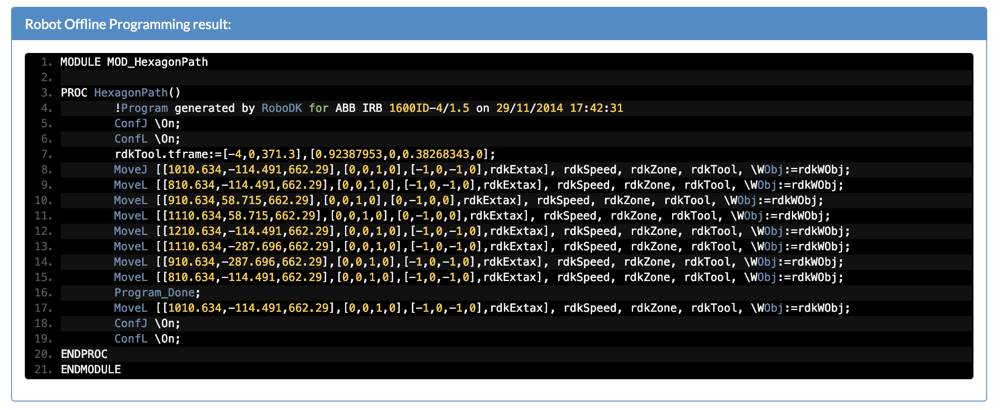 Robot Offline Programming result:
1. MODULE MOD_HexagonPath
2.
3. PROC HexagonPath()
4. !Program generated by RoboDK for ABB IRB 1600ID-4/1.5 on 29/11/2014 17:42:31
5. ConfJ \On;
6. ConfL \On;
7. rdkTool.tframe:=[-4,0,371.3],[0.92387953,0,0.38268343,0];
8. MoveJ [[1010.634,-114.491,662.29],[0,0,1,0],[-1,0,-1,0],rdkExtax], rdkSpeed, rdkZone, rdkTool, \WObj:=rdkWObj;
9. MoveL [[810.634,-114.491,662.29],[0,0,1,0],[-1,0,-1,0],rdkExtax], rdkSpeed, rdkZone, rdkTool, \WObj:=rdkWObj;
10. MoveL [[910.634,58.715,662.29],[0,0,1,0],[0,-1,0,0],rdkExtax], rdkSpeed, rdkZone, rdkTool, \WObj:=rdkWObj;
11. MoveL [[1110.634,58.715,662.29],[0,0,1,0],[0,-1,0,0],rdkExtax], rdkSpeed, rdkZone, rdkTool, \WObj:=rdkWObj;
12. MoveL [[1210.634,-114.491,662.29],[0,0,1,0],[-1,0,-1,0],rdkExtax], rdkSpeed, rdkZone, rdkTool, \WObj:=rdkWObj;
13. MoveL [[1110.634,-287.696,662.29],[0,0,1,0],[-1,0,-1,0],rdkExtax], rdkSpeed, rdkZone, rdkTool, \WObj:=rdkWObj;
14. MoveL [[910.634,-287.696,662.29],[0,0,1,0],[-1,0,-1,0],rdkExtax], rdkSpeed, rdkZone, rdkTool, \WObj:=rdkWObj;
15. MoveL [[810.634,-114.491,662.29],[0,0,1,0],[-1,0,-1,0],rdkExtax], rdkSpeed, rdkZone, rdkTool, \WObj:=rdkWObj;
16. Program_Done;
17. MoveL [[1010.634,-114.491,662.29],[0,0,1,0],[-1,0,-1,0],rdkExtax], rdkSpeed, rdkZone, rdkTool, \WObj:=rdkWObj;
18. ConfJ \On;
19. ConfL \On;
20. ENDPROC
21. ENDMODULE